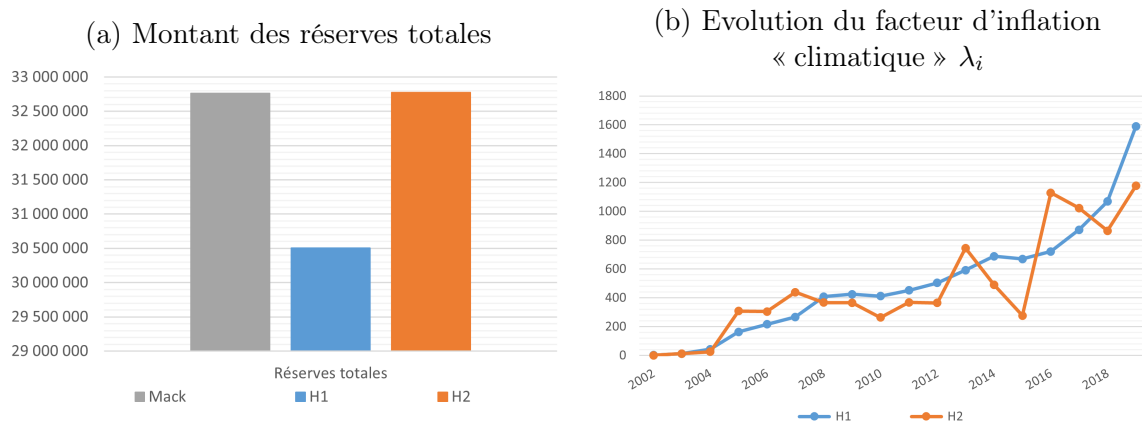 (a) Montant des réserves totales
33 000 000
32 500 000
32 000 000
31 500 000
31 000 000
30 500 000
30 000 000
29 500 000
29 000 000
Réserves totales
Mack H1 H2
(b) Evolution du facteur d'inflation
« climatique » λi
1800
1600
1400
1200
1000
800
600
400
200
0
2002 2004 2006 2008 2010 2012 2014 2016 2018
H1 H2